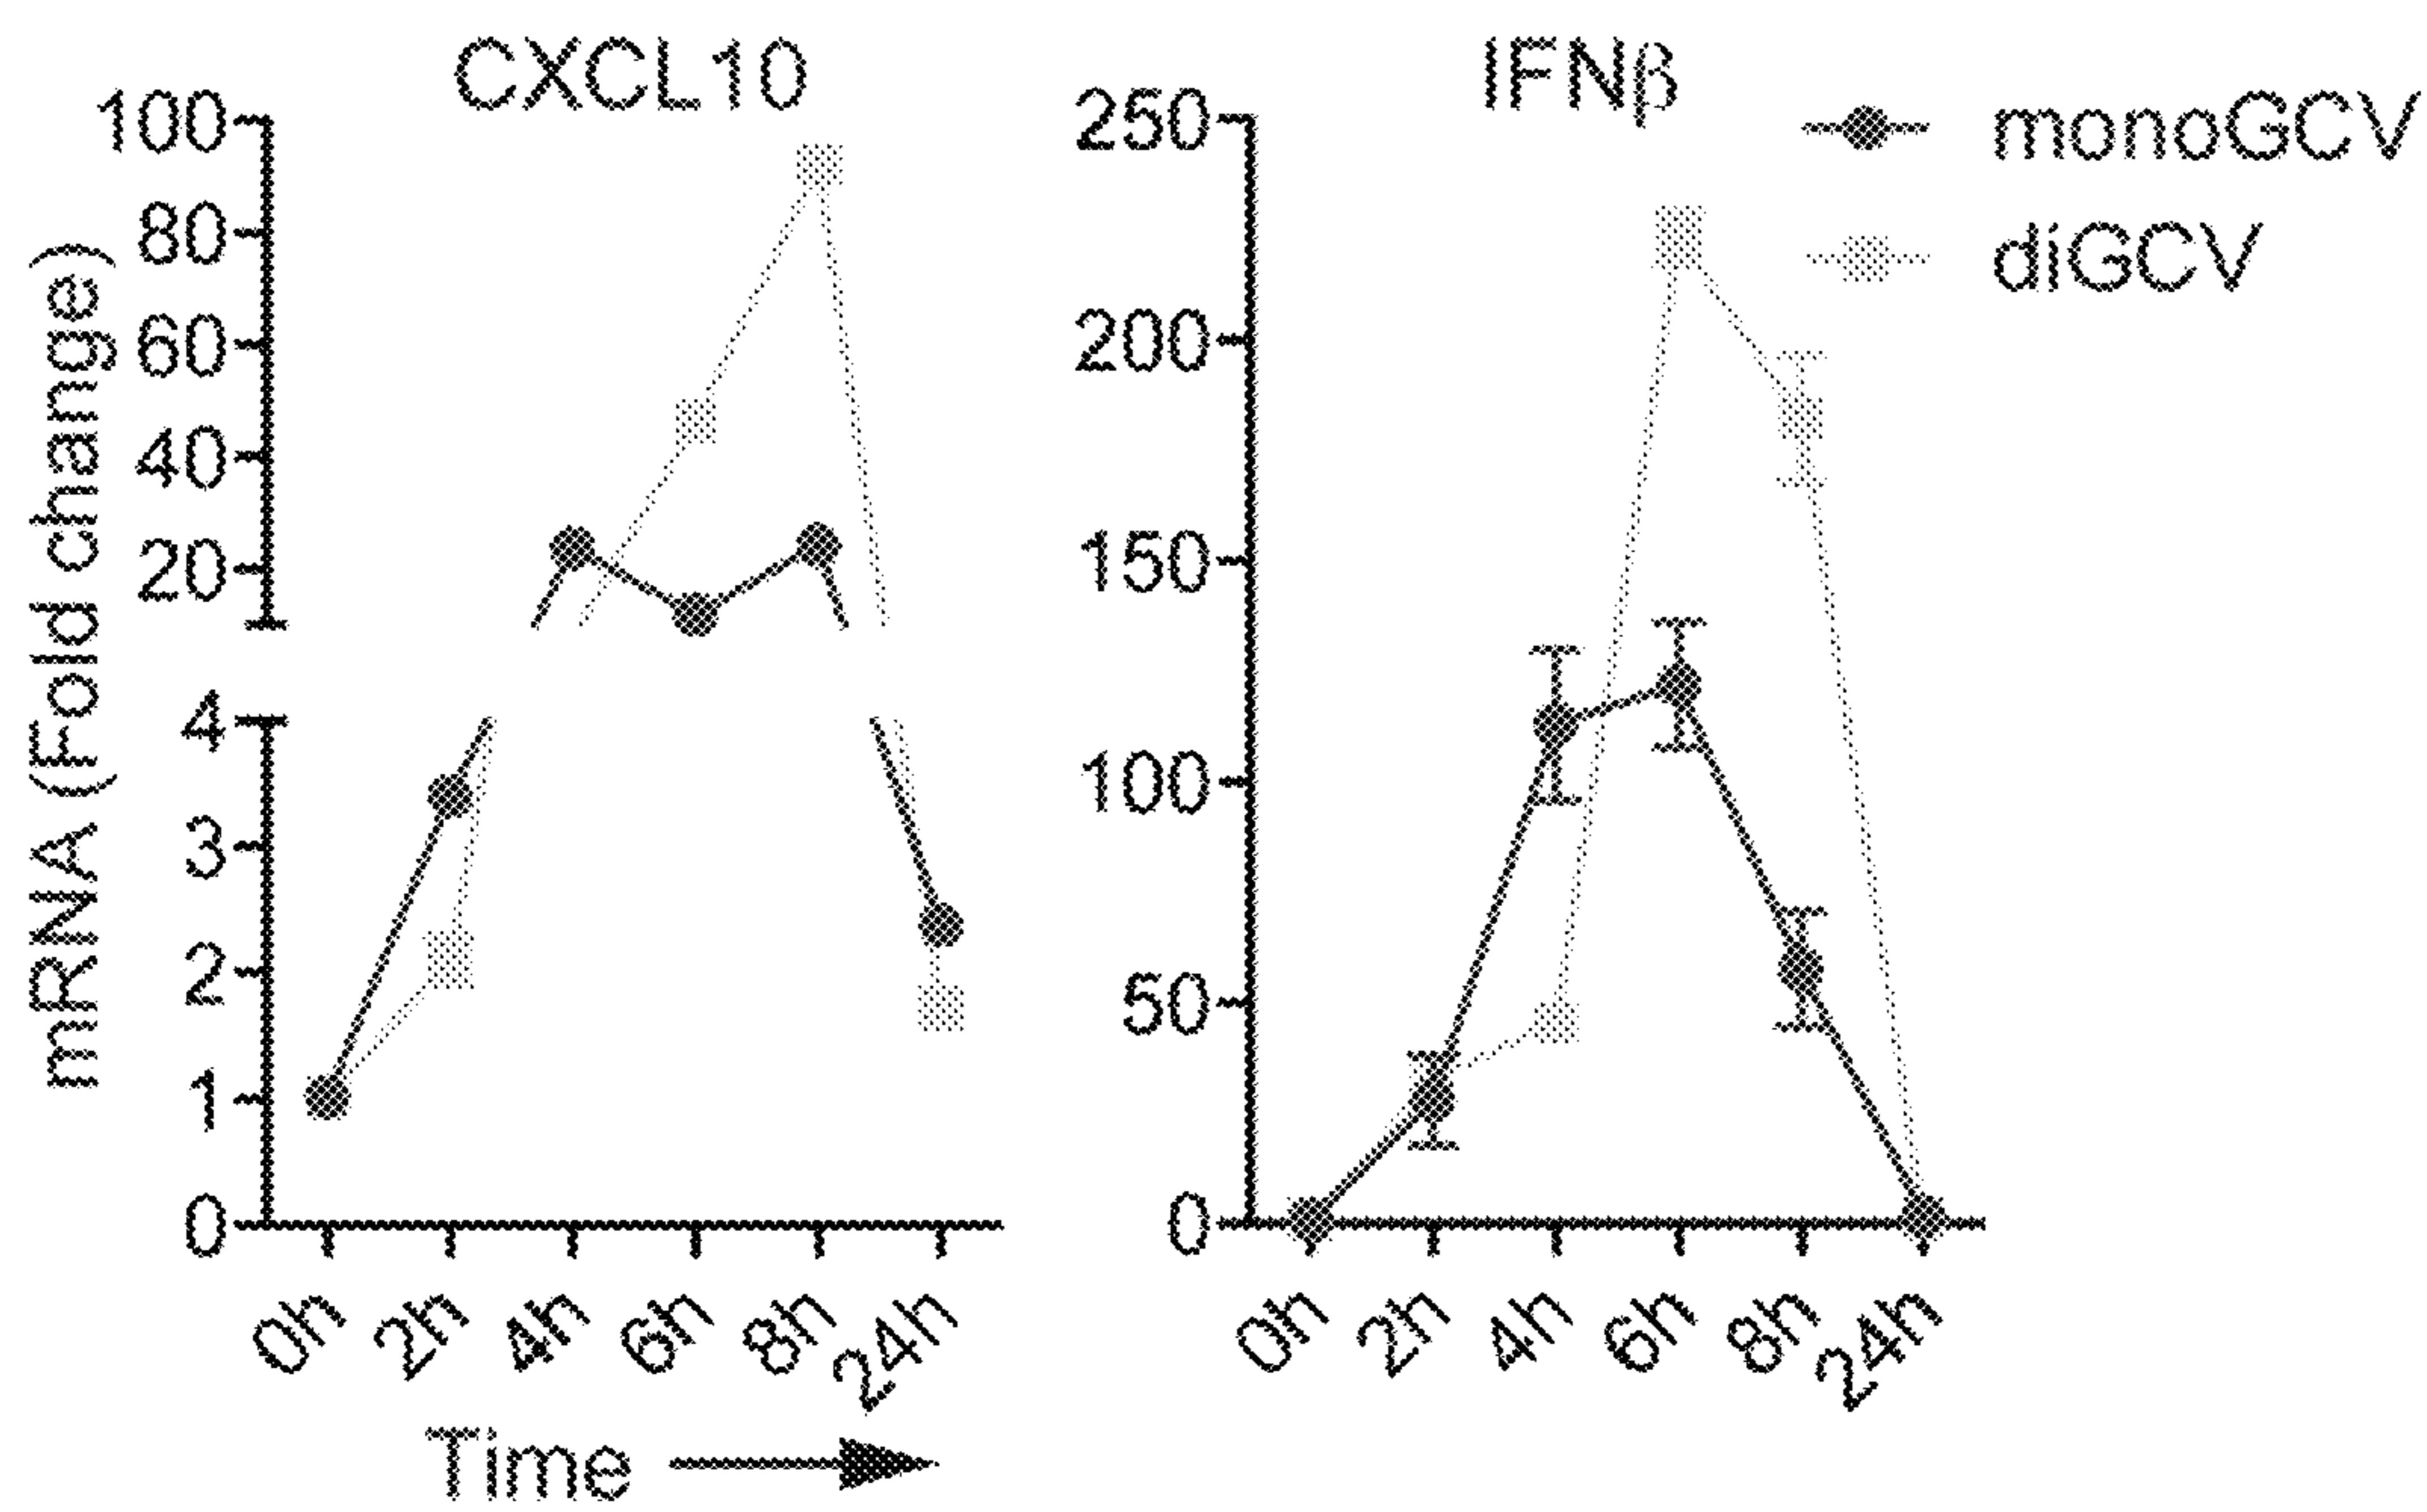 CXCL10
IFNβ
monoGCV
diGCV
mRNA (Fold change)
100
80
60
40
20
4
3
2
1
0
250
200
150
100
50
0
0h 2h 4h 6h 8h 24h
0h 2h 4h 6h 8h 24h
Time